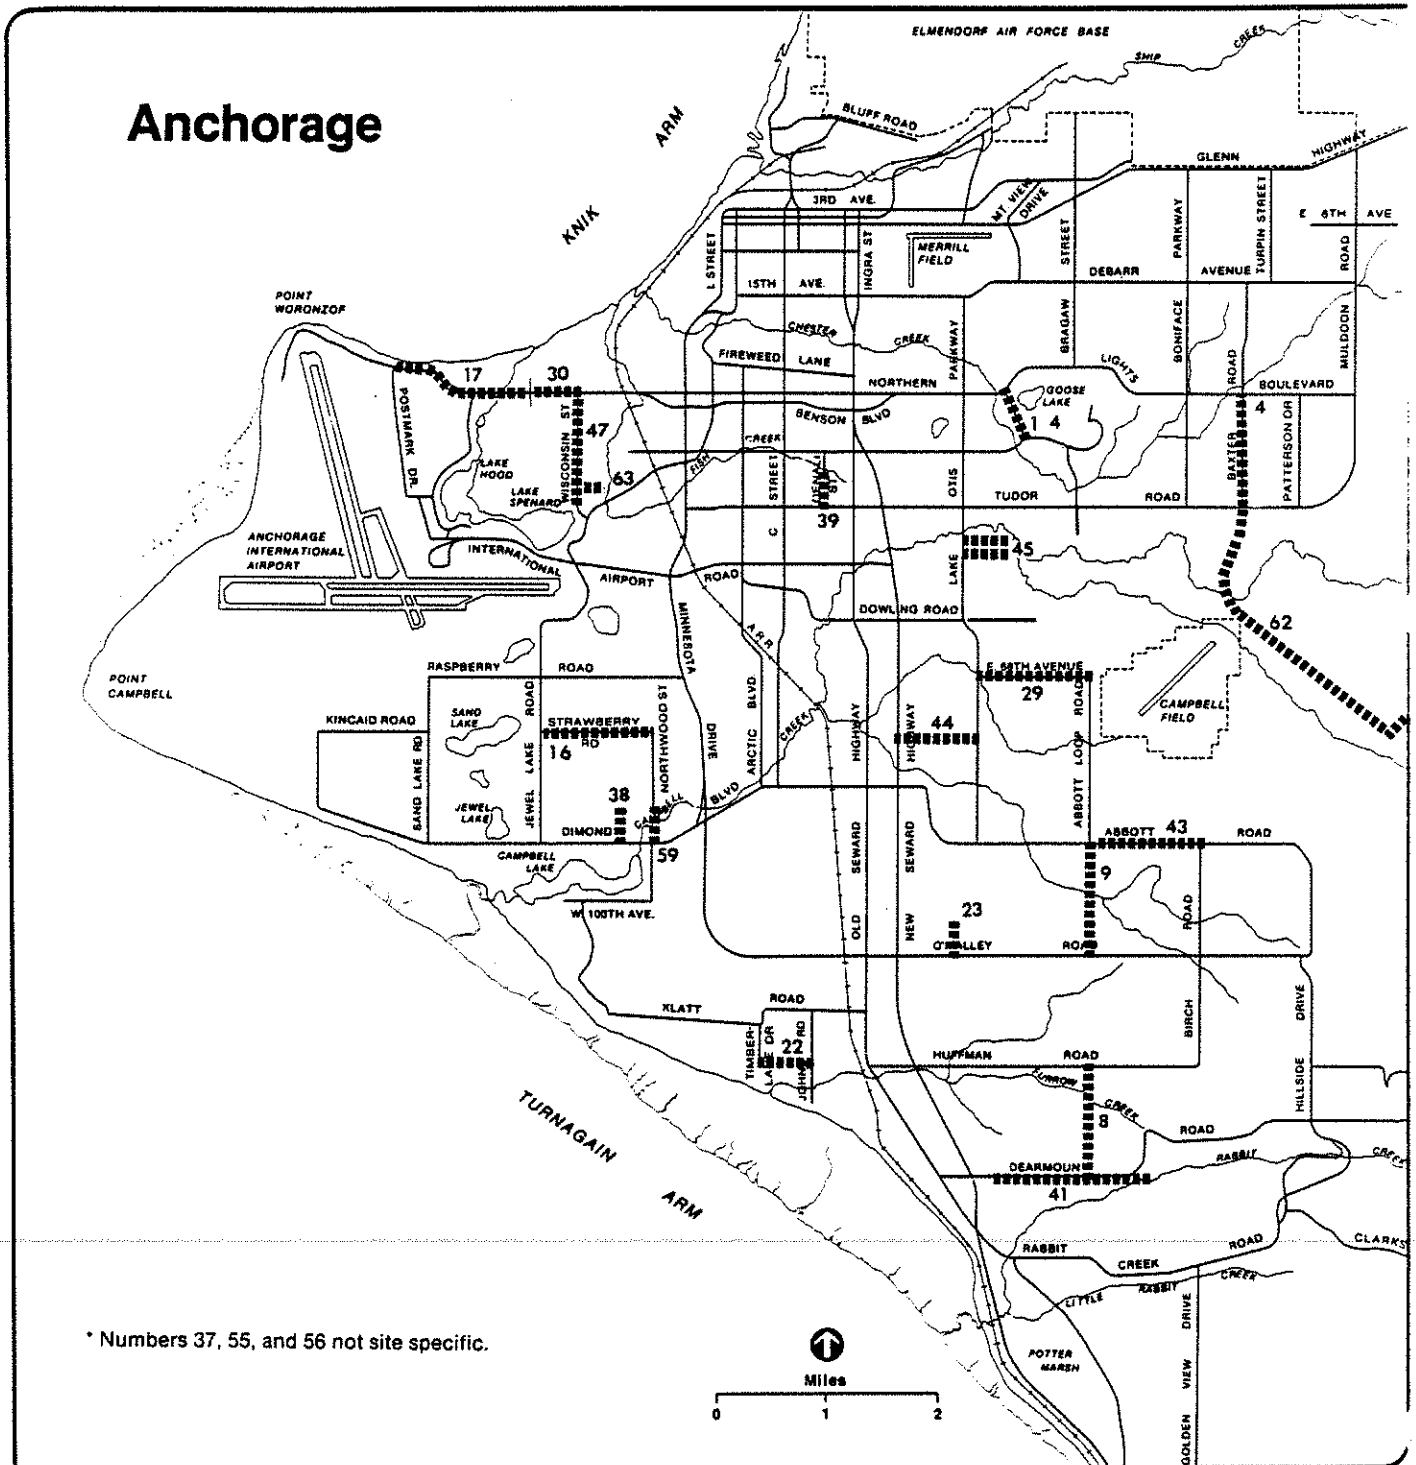 Anchorage
ELMENDORF AIR FORCE BASE
SHIP
CREEK
KNIK
ARM
BLUFF ROAD
GLENN
HIGHWAY
3RD AVE.
MT. VIEW
DRIVE
E 6TH AVE
MERRILL
FIELD
L STREET
INGRA ST
STREET
PARKWAY
TURPIN STREET
ROAD
DEBARR
AVENUE
15TH AVE.
POINT
WORONZOF
CHESTER
CREEK
FIREWEED LANE
PARKWAY
BRAGAW
BONIFACE
MULDOON
LIGHTS
ROAD
17
30
NORTHERN
BOULEVARD
GOOSE
LAKE
4
POSTMARK DR.
WISCONSIN ST
47
BENSON BLVD
1 4
CREEK
FISH
BAXTER
PATTERSON DR
LAKE
HOOD
LAKE
SPENARD
63
C STREET
DENALI
ST
39
OTIS
TUDOR
ROAD
ANCHORAGE
INTERNATIONAL
AIRPORT
INTERNATIONAL
AIRPORT
ROAD
LAKE
45
DOWLING ROAD
62
MINNESOTA
DRIVE
ARR
POINT
CAMPBELL
RASPBERRY
ROAD
E 68TH AVENUE
29
CAMPBELL
FIELD
KINCAID ROAD
SAND LAKE RD
SAND
LAKE
JEWEL LAKE ROAD
STRAWBERRY
RD
16
NORTHWOOD ST
ARCTIC BLVD
CREEK
HIGHWAY
HIGHWAY
44
ABBOTT LOOP ROAD
JEWEL
LAKE
38
DIMOND
BLVD
59
CAMPBELL
LAKE
ABBOTT
43
ROAD
9
W. 100TH AVE.
OLD SEWARD
NEW SEWARD
23
O'MALLEY
ROAD
BIRCH
ROAD
HILLSIDE DRIVE
KLATT
ROAD
TIMBER-
LAKE DR
22
JOHNS RD
HUFFMAN
ROAD
FURROW
CREEK
8
ROAD
TURNAGAIN
ARM
DEARMOUN
41
RABBIT
CREEK
RABBIT
CREEK
ROAD
CLARKS
LITTLE
RABBIT
CREEK
POTTER
MARSH
GOLDEN VIEW DRIVE
* Numbers 37, 55, and 56 not site specific.
Miles
0 1 2